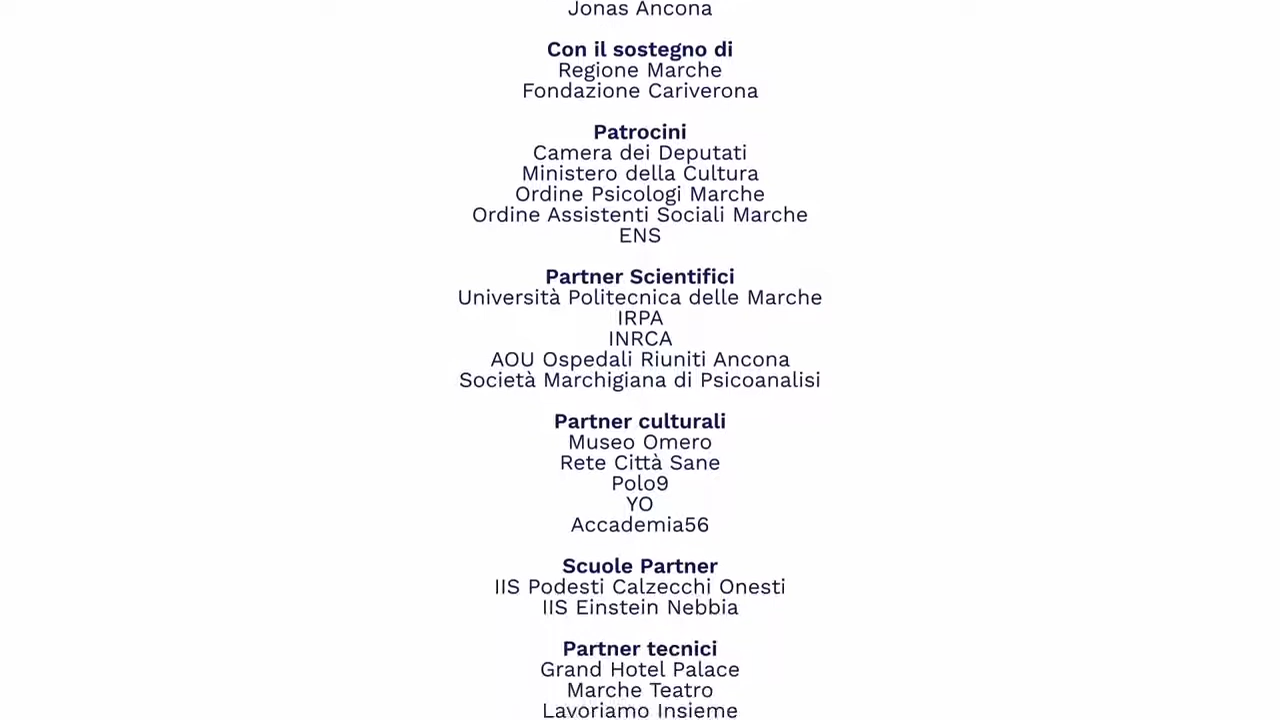 Jonas Ancona
Con il sostegno di
Regione Marche
Fondazione Cariverona
Patrocini
Camera dei Deputati
Ministero della Cultura
Ordine Psicologi Marche
Ordine Assistenti Sociali Marche
ENS
Partner Scientifici
Università Politecnica delle Marche
IRPA
INRCA
AOU Ospedali Riuniti Ancona
Società Marchigiana di Psicoanalisi
Partner culturali
Museo Omero
Rete Città Sane
Polo9
YO
Accademia56
Scuole Partner
IIS Podesti Calzecchi Onesti
IIS Einstein Nebbia
Partner tecnici
Grand Hotel Palace
Marche Teatro
Lavoriamo Insieme